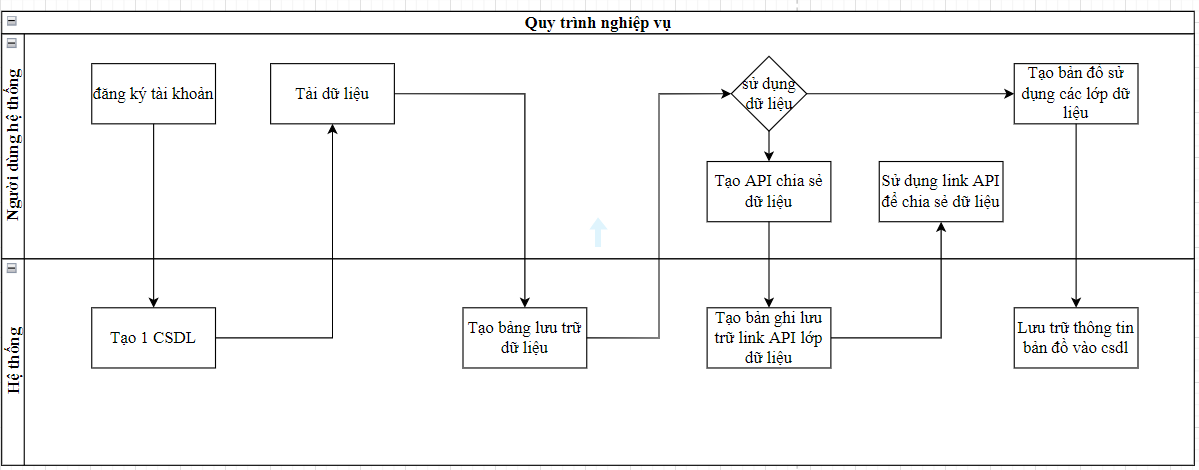 Quy trình nghiệp vụ
Người dùng hệ thống
đăng ký tài khoản
Tải dữ liệu
sử dụng
dữ liệu
Tạo bản đồ sử
dụng các lớp dữ
liệu
Tạo API chia sẻ
dữ liệu
Sử dụng link API
để chia sẻ dữ liệu
Hệ thống
Tạo 1 CSDL
Tạo bảng lưu trữ
dữ liệu
Tạo bản ghi lưu
trữ link API lớp
dữ liệu
Lưu trữ thông tin
bản đồ vào csdl